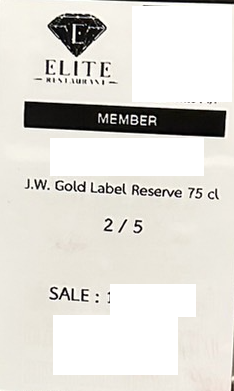 E
ELITE
RESTAURANT
MEMBER
J.W. Gold Label Reserve 75 cl
2 / 5
SALE :